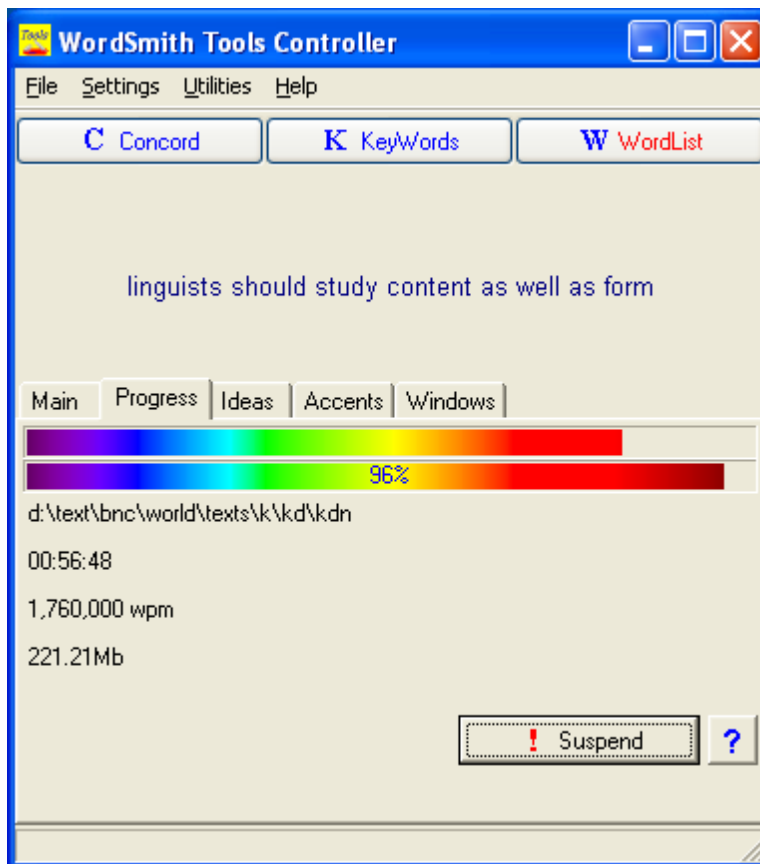 Tools WordSmith Tools Controller
File Settings Utilities Help
C Concord K KeyWords W WordList
linguists should study content as well as form
Main Progress Ideas Accents Windows
96%
d:\text\bnc\world\texts\k\kd\kdn
00:56:48
1,760,000 wpm
221.21Mb
! Suspend ?